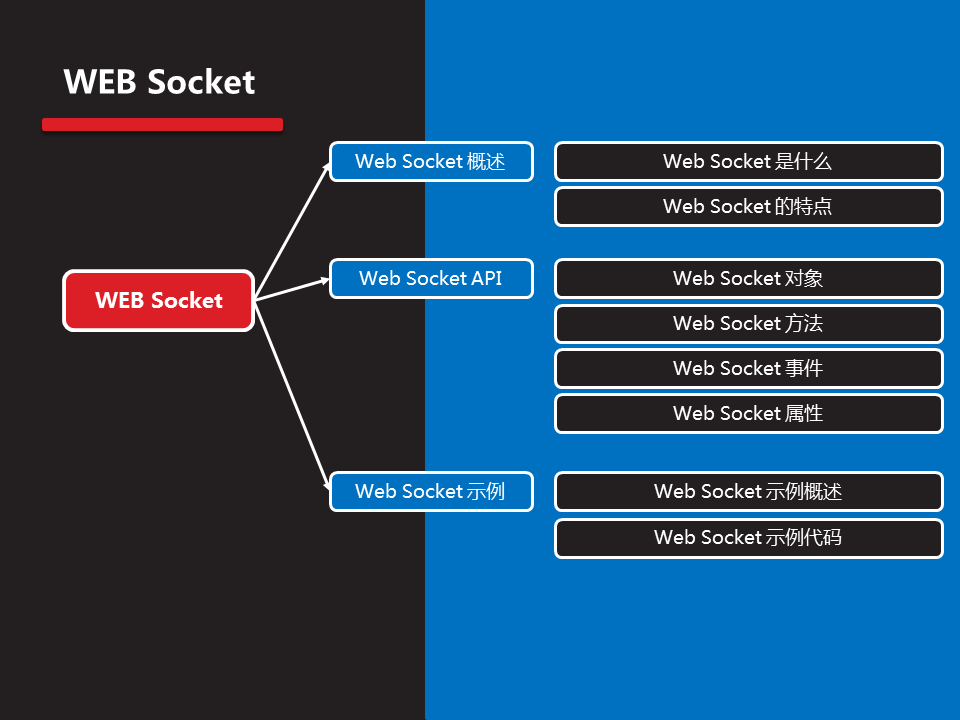 WEB Socket
WEB Socket
Web Socket 概述
Web Socket 是什么
Web Socket 的特点
Web Socket API
Web Socket 对象
Web Socket 方法
Web Socket 事件
Web Socket 属性
Web Socket 示例
Web Socket 示例概述
Web Socket 示例代码